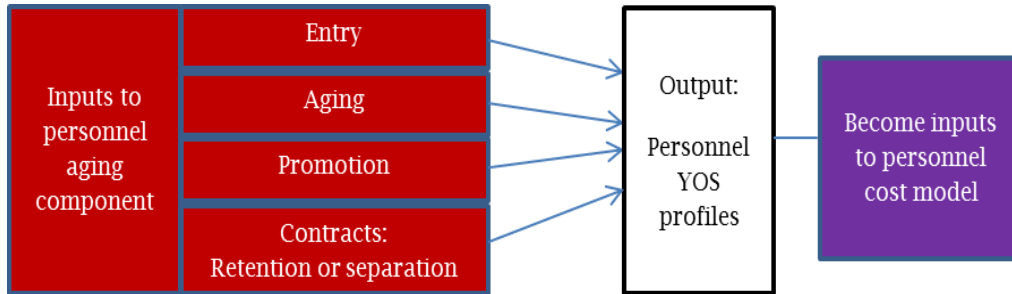 Inputs to
personnel
aging
component
Entry
Aging
Promotion
Contracts:
Retention or separation
Output:
Personnel
YOS
profiles
Become inputs
to personnel
cost model